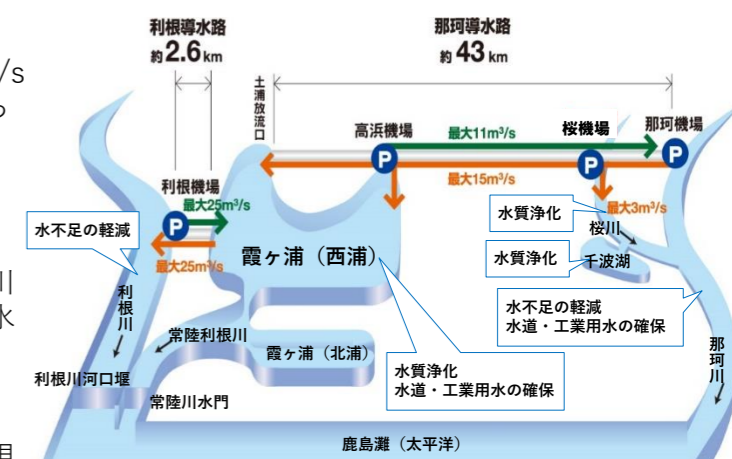 利根導水路
約2.6km
那珂導水路
約43km
/s
土浦放流口
高浜機場
最大11m³/s
桜機場
那珂機場
P
P
P
最大15m³/s
利根機場
最大25m³/s
P
最大25m³/s
水不足の軽減
水質浄化
最大3m³/s
桜川
水質浄化
千波湖
霞ヶ浦（西浦）
川
水
利根川
常陸利根川
霞ヶ浦（北浦）
水質浄化
水道・工業用水の確保
水不足の軽減
水道・工業用水の確保
那珂川
利根川河口堰
常陸川水門
鹿島灘（太平洋）